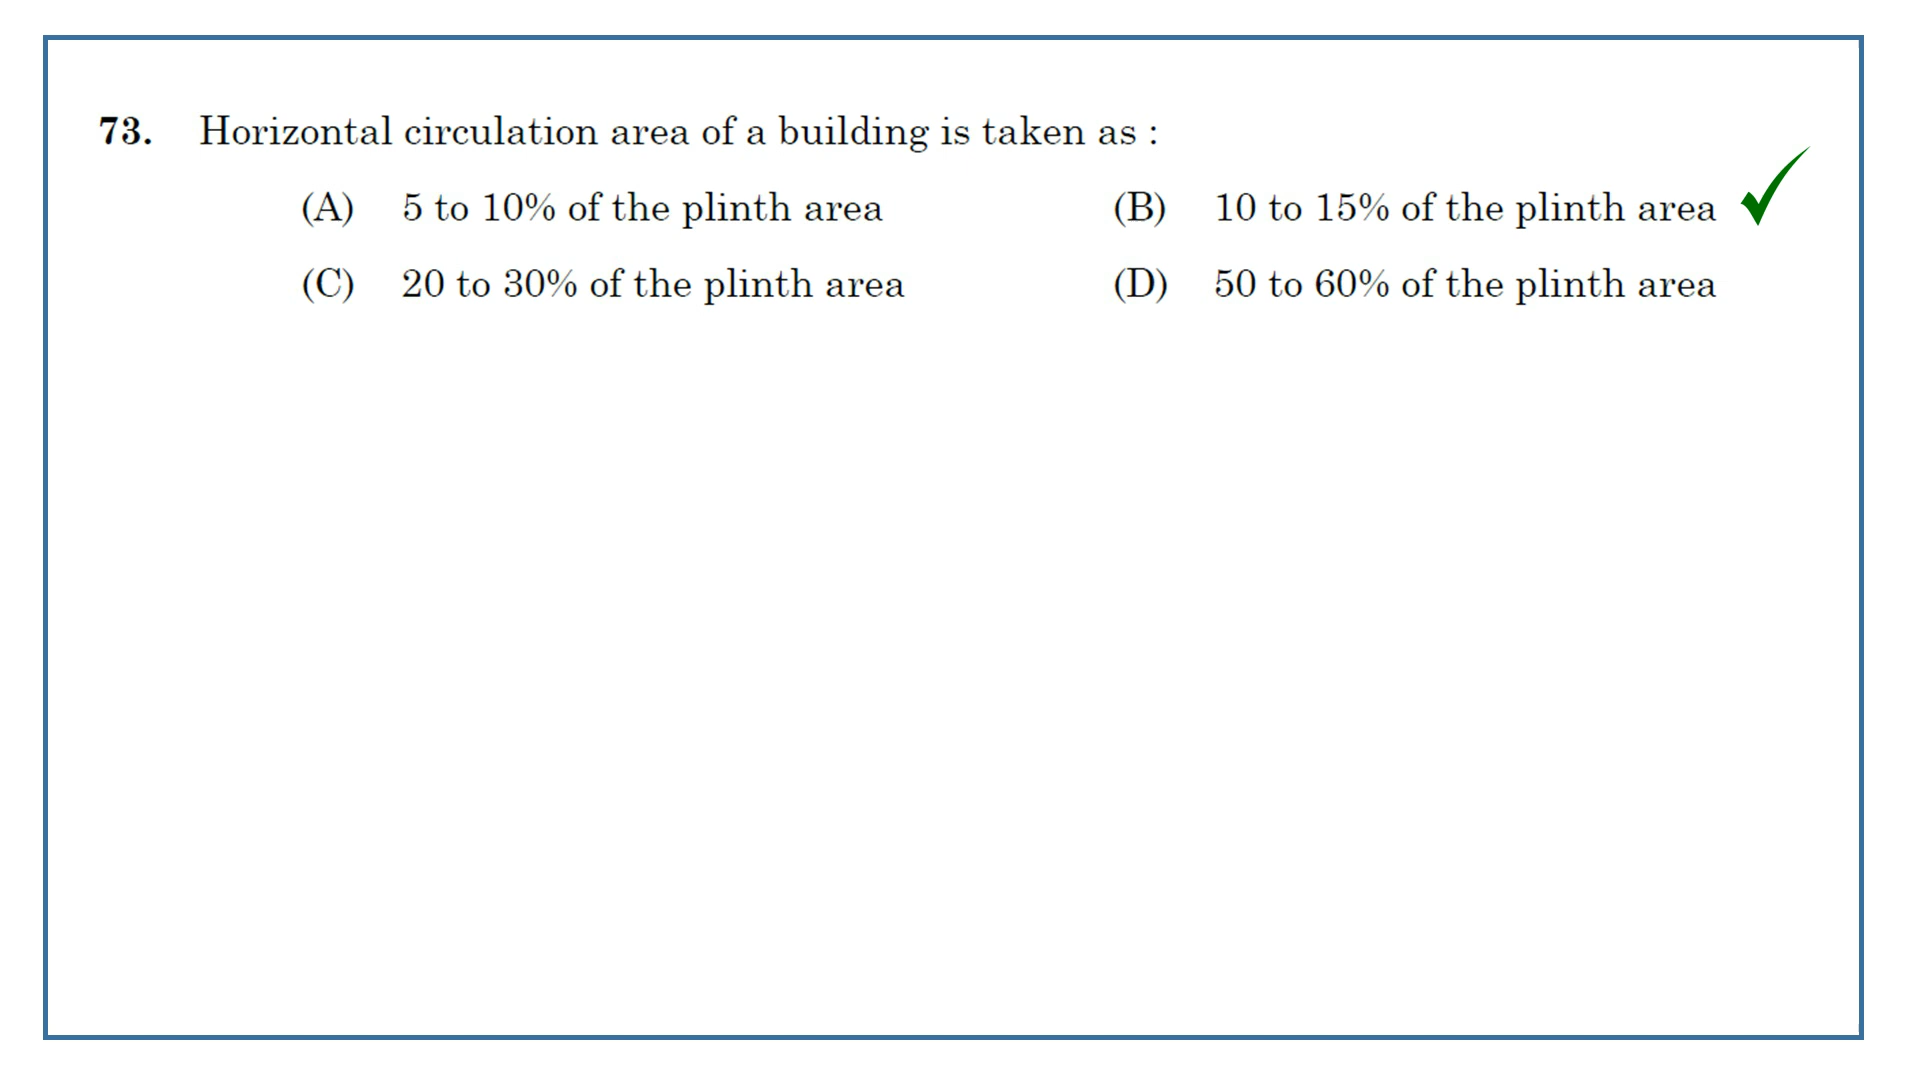 73. Horizontal circulation area of a building is taken as :
(A) 5 to 10% of the plinth area (B) 10 to 15% of the plinth area
(C) 20 to 30% of the plinth area (D) 50 to 60% of the plinth area